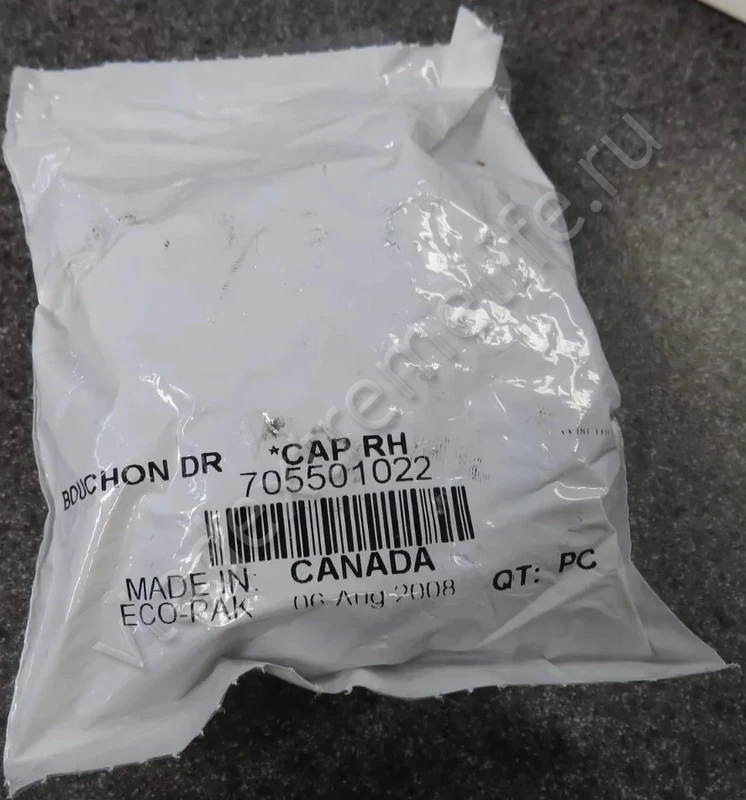 BOUCHON DR *CAP RH
705501022
MADE IN: CANADA QT: PC
ECO-PAK 06-Aug-2008